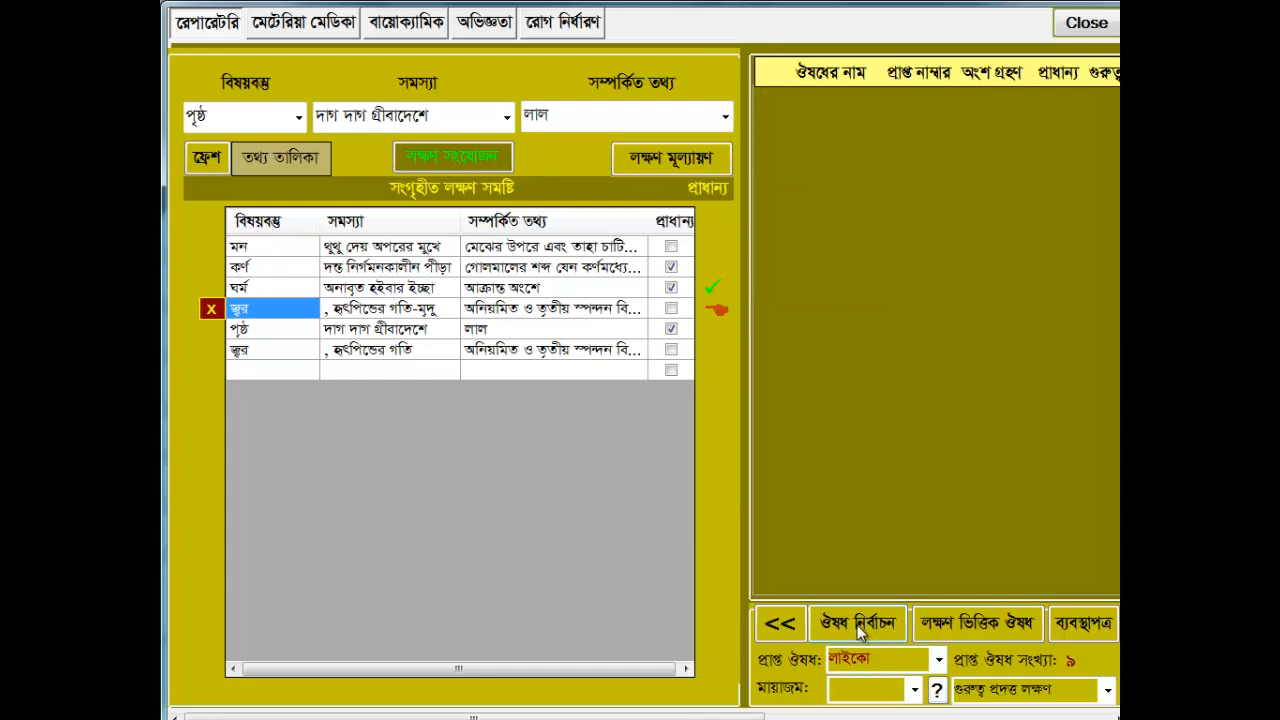 রেপারেটরি মেটেরিয়া মেডিকা বায়োক্যামিক অভিজ্ঞতা রোগ নির্ধারণ Close
বিষয়বস্তু সমস্যা সম্পর্কিত তথ্য
পৃষ্ঠ দাগ দাগ গ্রীবাদেশে লাল
ফ্রেশ তথ্য তালিকা লক্ষণ সংযোজন লক্ষণ মূল্যায়ণ
সংগৃহীত লক্ষণ সমষ্টি প্রাধান্য
বিষয়বস্তু সমস্যা সম্পর্কিত তথ্য প্রাধান্য
মন থুথু দেয় অপরের মুখে মেঝের উপরে এবং তাহা চাটি...
কর্ণ দন্ত নির্গমনকালীন পীড়া গোলমালের শব্দ যেন কর্ণমধ্যে...
ঘর্ম অনাবৃত হইবার ইচ্ছা আক্রান্ত অংশে
x জ্বর , হৃৎপিন্ডের গতি-মৃদু অনিয়মিত ও তৃতীয় স্পন্দন বি...
পৃষ্ঠ দাগ দাগ গ্রীবাদেশে লাল
জ্বর , হৃৎপিন্ডের গতি অনিয়মিত ও তৃতীয় স্পন্দন বি...
ঔষধের নাম প্রাপ্ত নাম্বার অংশ গ্রহণ প্রাধান্য গুরুত্ব
<< ঔষধ নির্বাচন লক্ষণ ভিত্তিক ঔষধ ব্যবস্থাপত্র
প্রাপ্ত ঔষধ: লাইকো প্রাপ্ত ঔষধ সংখ্যা: ৯
মায়াজম: ? গুরুত্ব প্রদত্ত লক্ষণ